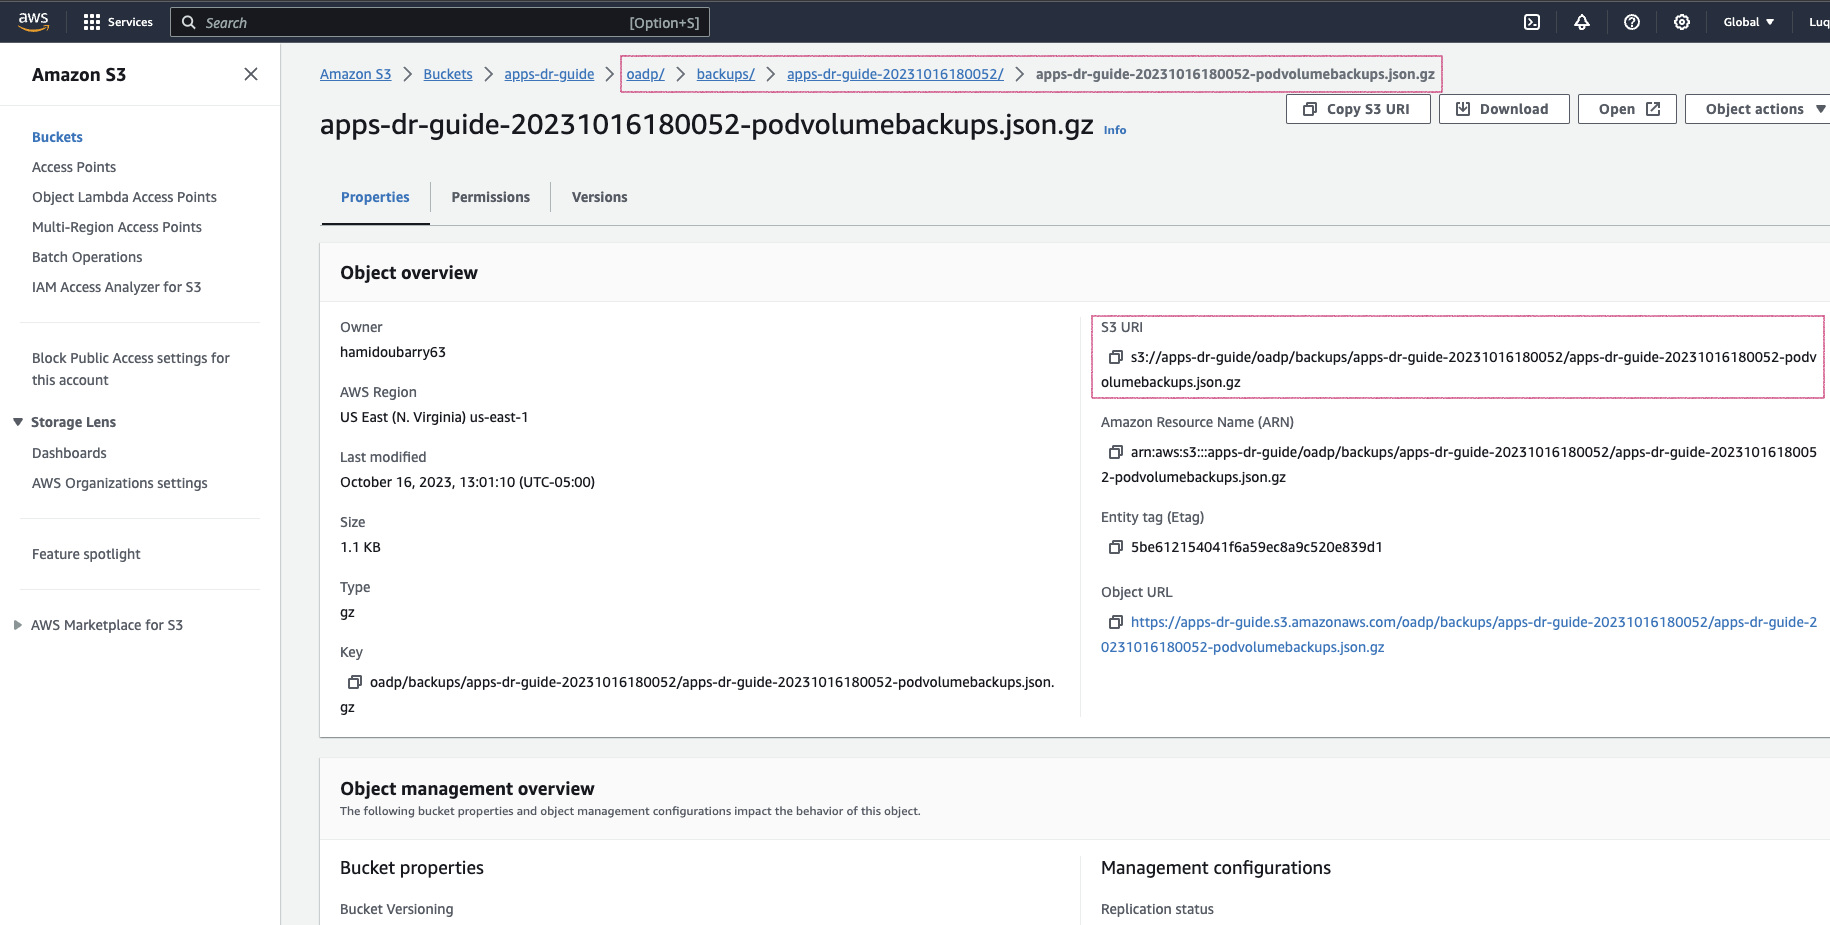 aws Services Search [Option+S] Global Luq
Amazon S3
Buckets
Access Points
Object Lambda Access Points
Multi-Region Access Points
Batch Operations
IAM Access Analyzer for S3
Block Public Access settings for
this account
Storage Lens
Dashboards
AWS Organizations settings
Feature spotlight
AWS Marketplace for S3
Amazon S3 > Buckets > apps-dr-guide > oadp/ > backups/ > apps-dr-guide-20231016180052/ > apps-dr-guide-20231016180052-podvolumebackups.json.gz
apps-dr-guide-20231016180052-podvolumebackups.json.gz Info
Copy S3 URI Download Open Object actions
Properties Permissions Versions
Object overview
Owner
hamidoubarry63
AWS Region
US East (N. Virginia) us-east-1
Last modified
October 16, 2023, 13:01:10 (UTC-05:00)
Size
1.1 KB
Type
gz
Key
oadp/backups/apps-dr-guide-20231016180052/apps-dr-guide-20231016180052-podvolumebackups.json.
gz
S3 URI
s3://apps-dr-guide/oadp/backups/apps-dr-guide-20231016180052/apps-dr-guide-20231016180052-podv
olumebackups.json.gz
Amazon Resource Name (ARN)
arn:aws:s3:::apps-dr-guide/oadp/backups/apps-dr-guide-20231016180052/apps-dr-guide-2023101618005
2-podvolumebackups.json.gz
Entity tag (Etag)
5be612154041f6a59ec8a9c520e839d1
Object URL
https://apps-dr-guide.s3.amazonaws.com/oadp/backups/apps-dr-guide-20231016180052/apps-dr-guide-2
0231016180052-podvolumebackups.json.gz
Object management overview
The following bucket properties and object management configurations impact the behavior of this object.
Bucket properties
Bucket Versioning
Management configurations
Replication status